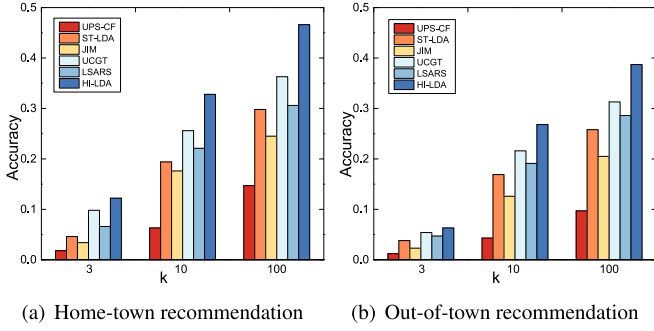 UPS-CF
ST-LDA
JIM
UCGT
LSARS
HI-LDA
Accuracy
0.5
0.4
0.3
0.2
0.1
0.0
3 10 100
k
(a) Home-town recommendation
UPS-CF
ST-LDA
JIM
UCGT
LSARS
HI-LDA
Accuracy
0.5
0.4
0.3
0.2
0.1
0.0
3 10 100
k
(b) Out-of-town recommendation